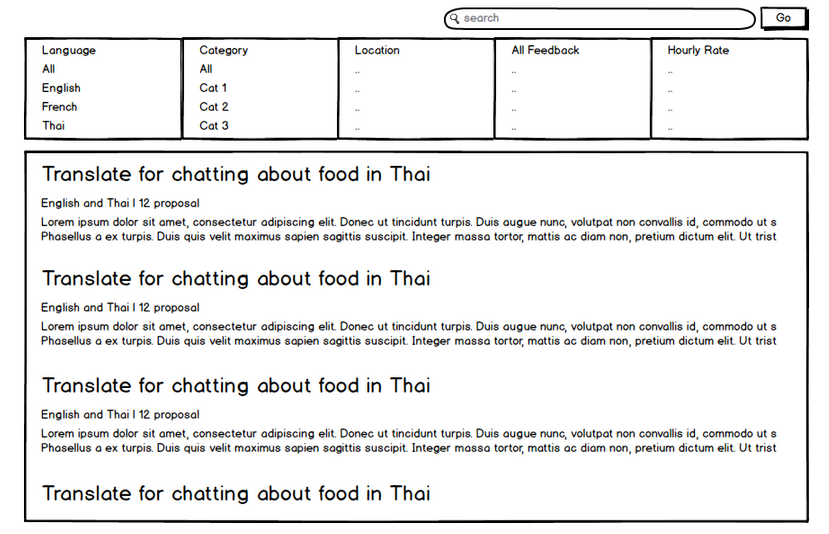 search
Go
Language
All
English
French
Thai
Category
All
Cat 1
Cat 2
Cat 3
Location
..
..
..
..
All Feedback
..
..
..
..
Hourly Rate
..
..
..
..
Translate for chatting about food in Thai
English and Thai | 12 proposal
Lorem ipsum dolor sit amet, consectetur adipiscing elit. Donec ut tincidunt turpis. Duis augue nunc, volutpat non convallis id, commodo ut s
Phasellus a ex turpis. Duis quis velit maximus sapien sagittis suscipit. Integer massa tortor, mattis ac diam non, pretium dictum elit. Ut trist
Translate for chatting about food in Thai
English and Thai | 12 proposal
Lorem ipsum dolor sit amet, consectetur adipiscing elit. Donec ut tincidunt turpis. Duis augue nunc, volutpat non convallis id, commodo ut s
Phasellus a ex turpis. Duis quis velit maximus sapien sagittis suscipit. Integer massa tortor, mattis ac diam non, pretium dictum elit. Ut trist
Translate for chatting about food in Thai
English and Thai | 12 proposal
Lorem ipsum dolor sit amet, consectetur adipiscing elit. Donec ut tincidunt turpis. Duis augue nunc, volutpat non convallis id, commodo ut s
Phasellus a ex turpis. Duis quis velit maximus sapien sagittis suscipit. Integer massa tortor, mattis ac diam non, pretium dictum elit. Ut trist
Translate for chatting about food in Thai